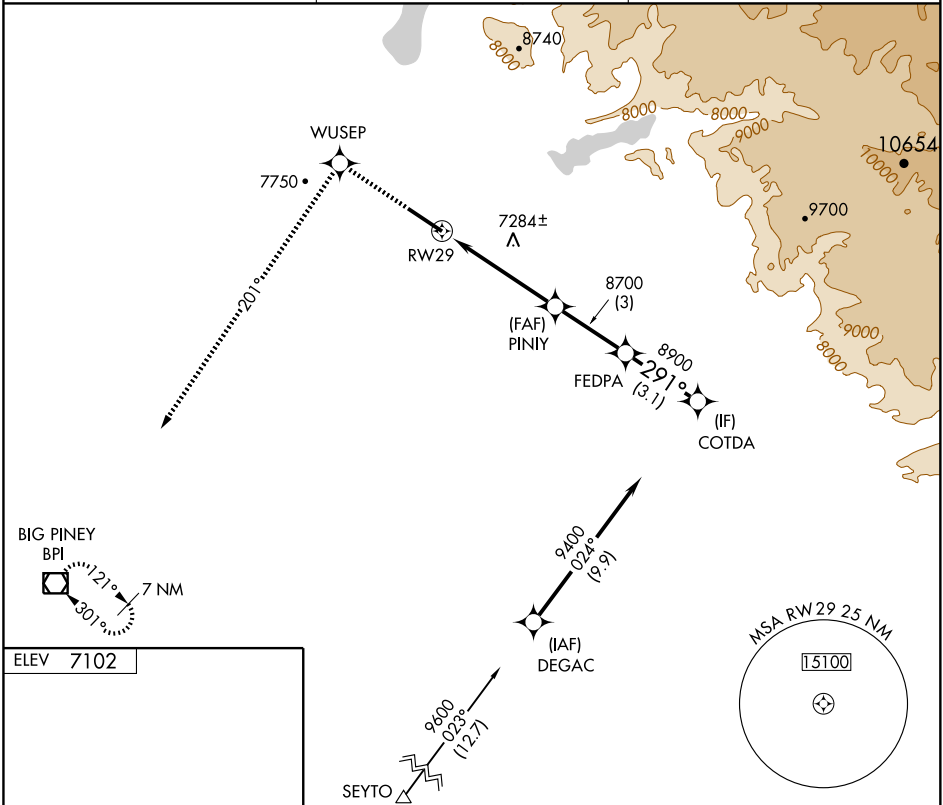 8740
8000
8000
8000
9000
10654
10000
WUSEP
7750
9700
7284±
RW29
201°
8700
(3)
(FAF)
PINIY
9000
8000
8900
291°
(3.1)
FEDPA
(IF)
COTDA
BIG PINEY
BPI
121°
7 NM
301°
9400
024°
(9.9)
(IAF)
DEGAC
MSA RW 29 25 NM
15100
ELEV 7102
9600
023°
(12.7)
SEYTO